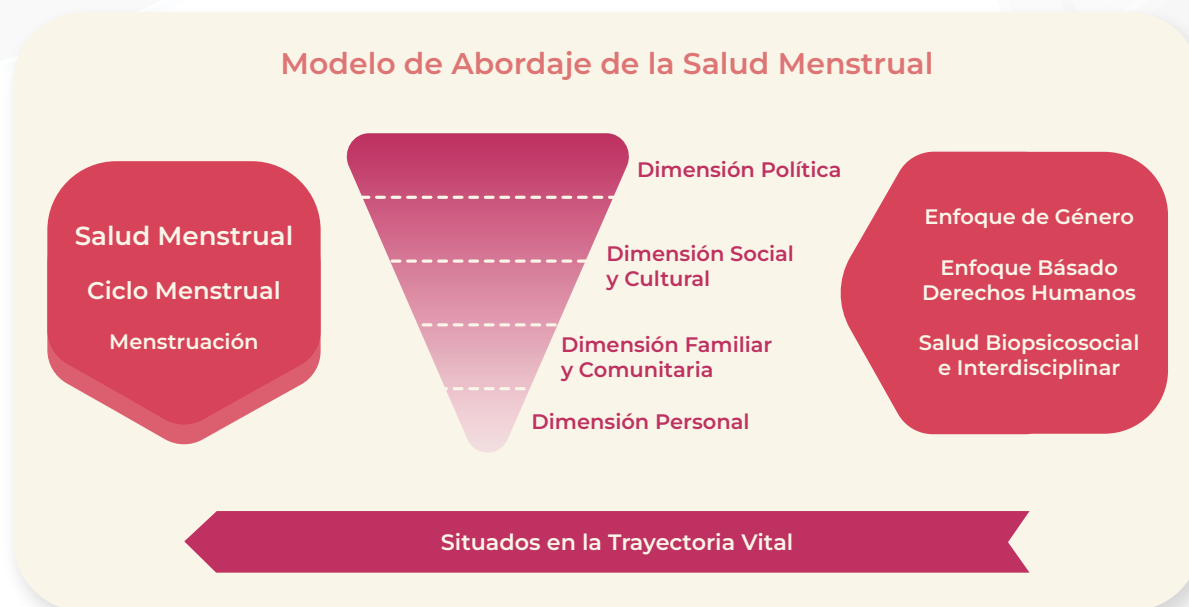 Modelo de Abordaje de la Salud Menstrual
Salud Menstrual
Ciclo Menstrual
Menstruación
Dimensión Política
Dimensión Social
y Cultural
Dimensión Familiar
y Comunitaria
Dimensión Personal
Enfoque de Género
Enfoque Básado
Derechos Humanos
Salud Biopsicosocial
e Interdisciplinar
Situados en la Trayectoria Vital